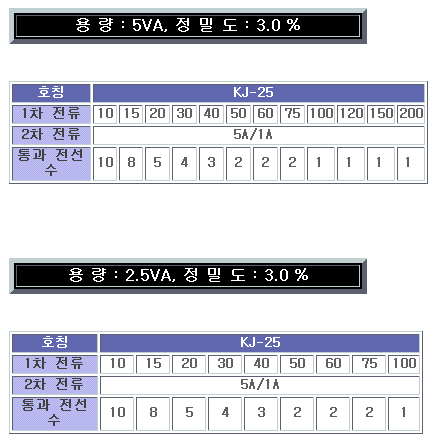 용 량 : 5VA, 정 밀 도 : 3.0 %
호칭 KJ-25
1차 전류 10 15 20 30 40 50 60 75 100 120 150 200
2차 전류 5A/1A
통과 전선
수 10 8 5 4 3 2 2 2 1 1 1 1
용 량 : 2.5VA, 정 밀 도 : 3.0 %
호칭 KJ-25
1차 전류 10 15 20 30 40 50 60 75 100
2차 전류 5A/1A
통과 전선
수 10 8 5 4 3 2 2 2 1